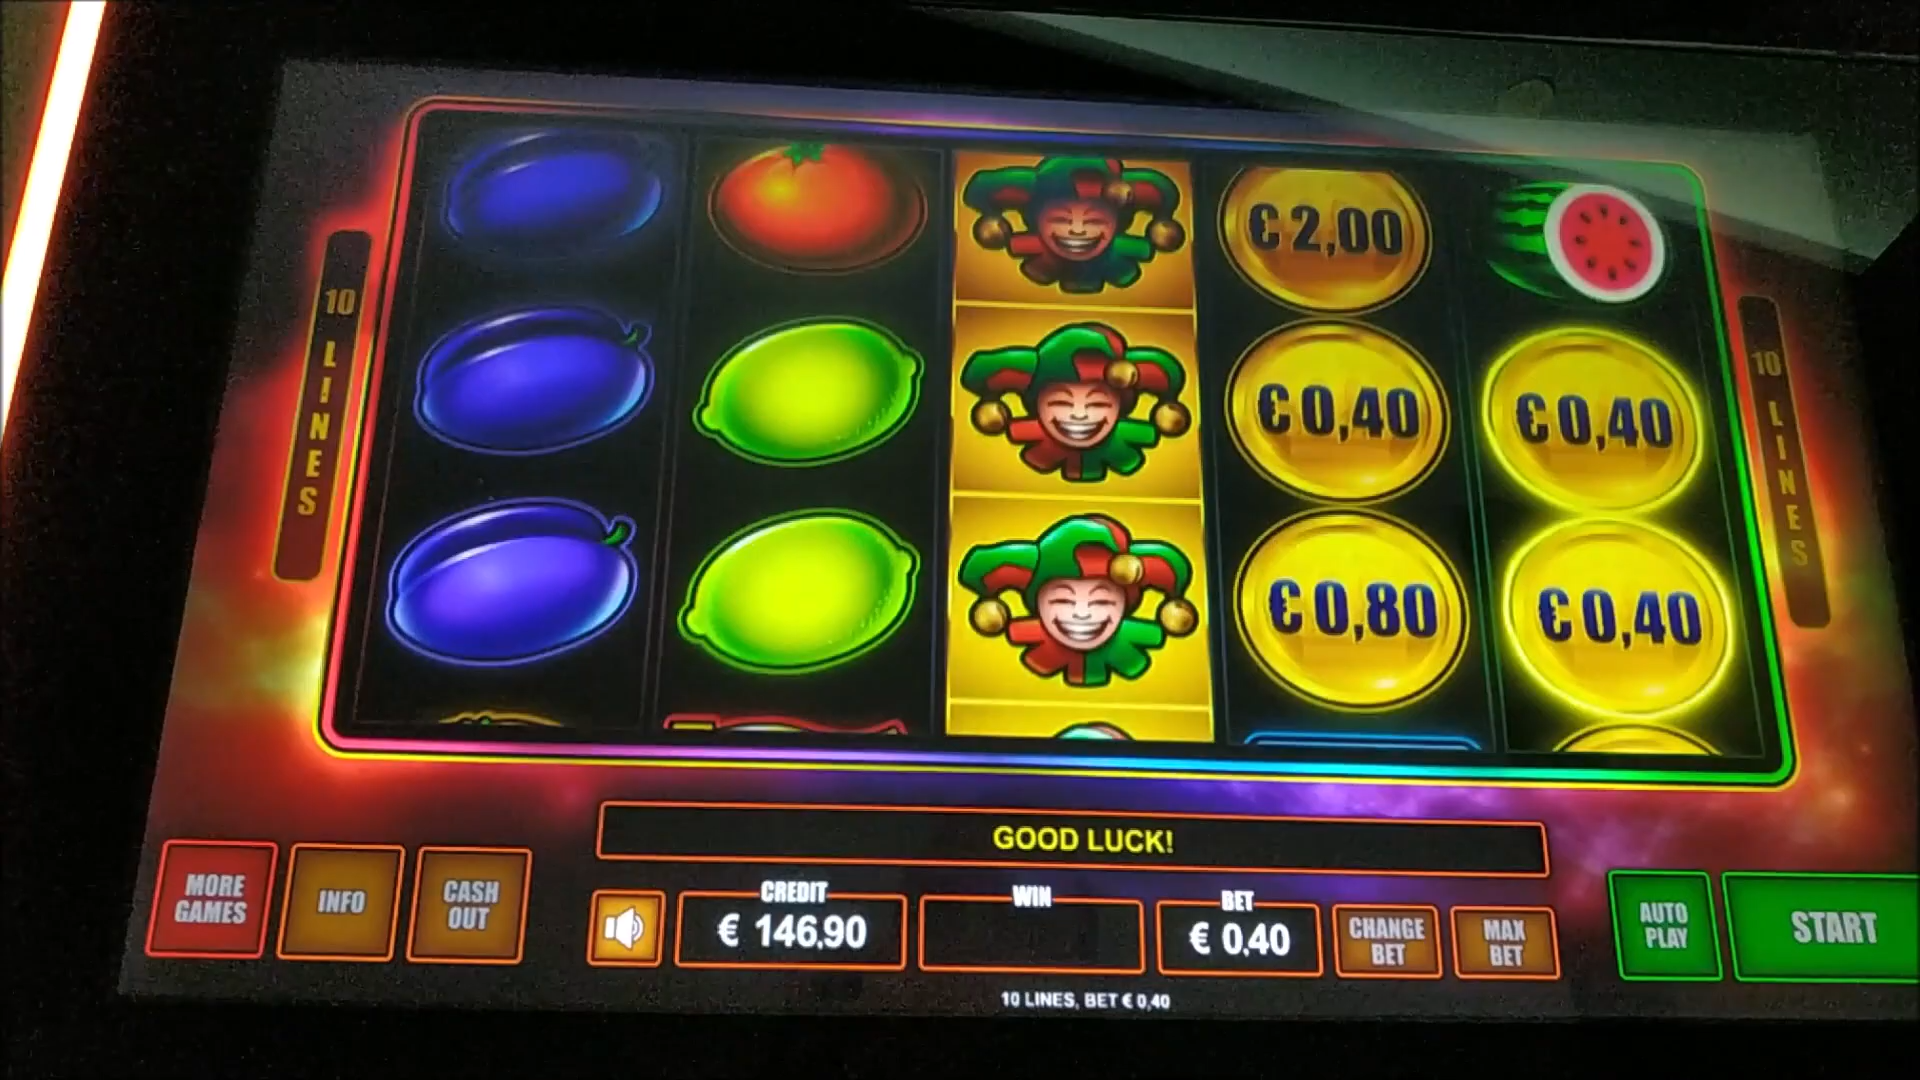 € 2,00
10 LINES
€ 0,40
€ 0,40
10 LINES
€ 0,80
€ 0,40
GOOD LUCK!
MORE GAMES
INFO
CASH OUT
CREDIT
€ 146,90
WIN
BET
€ 0,40
CHANGE BET
MAX BET
AUTO PLAY
START
10 LINES, BET € 0,40